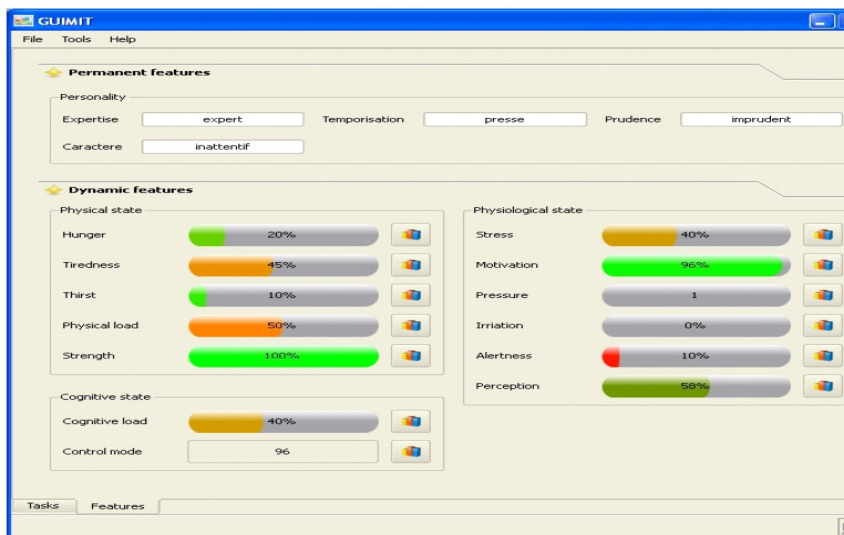 GUIMIT
File Tools Help
Permanent features
Personality
Expertise expert Temporisation presse Prudence imprudent
Caractere inattentif
Dynamic features
Physical state Physiological state
Hunger 20% Stress 40%
Tiredness 45% Motivation 96%
Thirst 10% Pressure 1
Physical load 50% Irriation 0%
Strength 100% Alertness 10%
Perception 58%
Cognitive state
Cognitive load 40%
Control mode 96
Tasks Features